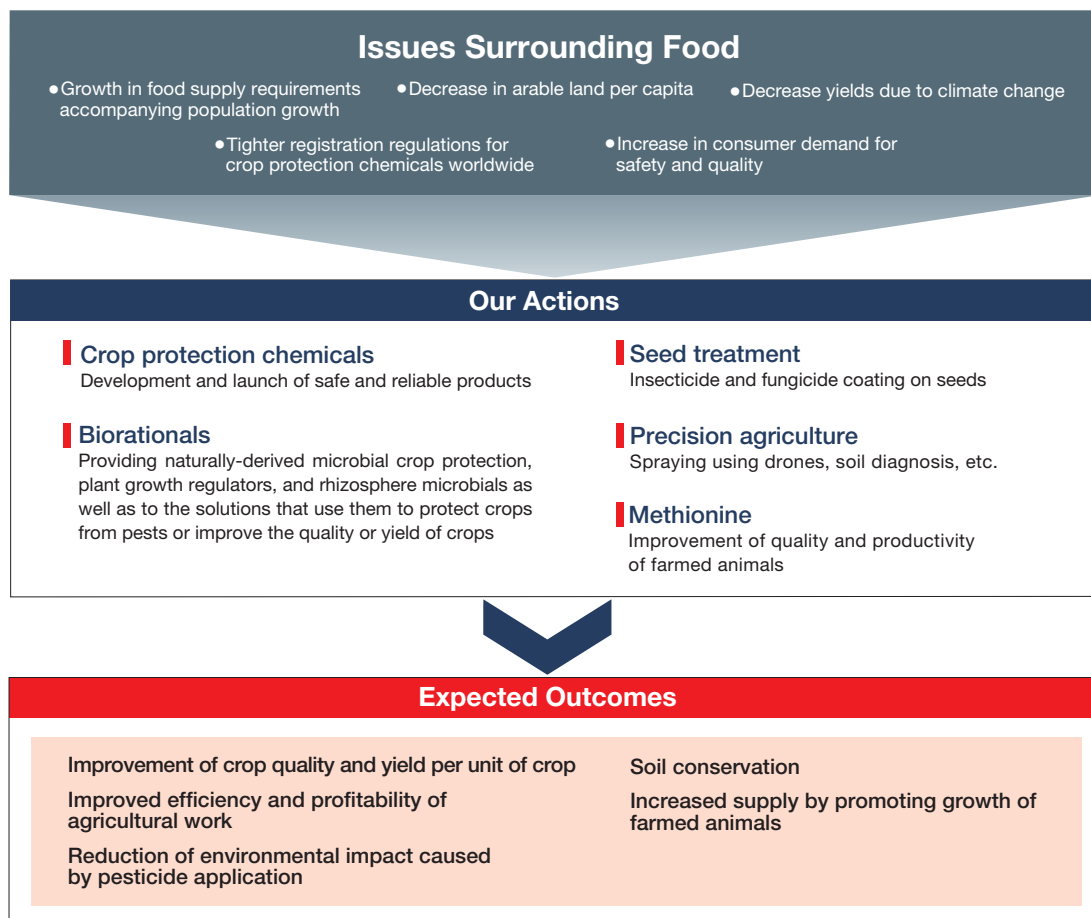 Issues Surrounding Food
●Growth in food supply requirements
accompanying population growth
●Decrease in arable land per capita
●Decrease yields due to climate change
●Tighter registration regulations for
crop protection chemicals worldwide
●Increase in consumer demand for
safety and quality
Our Actions
Crop protection chemicals
Development and launch of safe and reliable products
Biorationals
Providing naturally-derived microbial crop protection,
plant growth regulators, and rhizosphere microbials as
well as to the solutions that use them to protect crops
from pests or improve the quality or yield of crops
Seed treatment
Insecticide and fungicide coating on seeds
Precision agriculture
Spraying using drones, soil diagnosis, etc.
Methionine
Improvement of quality and productivity
of farmed animals
Expected Outcomes
Improvement of crop quality and yield per unit of crop
Improved efficiency and profitability of
agricultural work
Reduction of environmental impact caused
by pesticide application
Soil conservation
Increased supply by promoting growth of
farmed animals